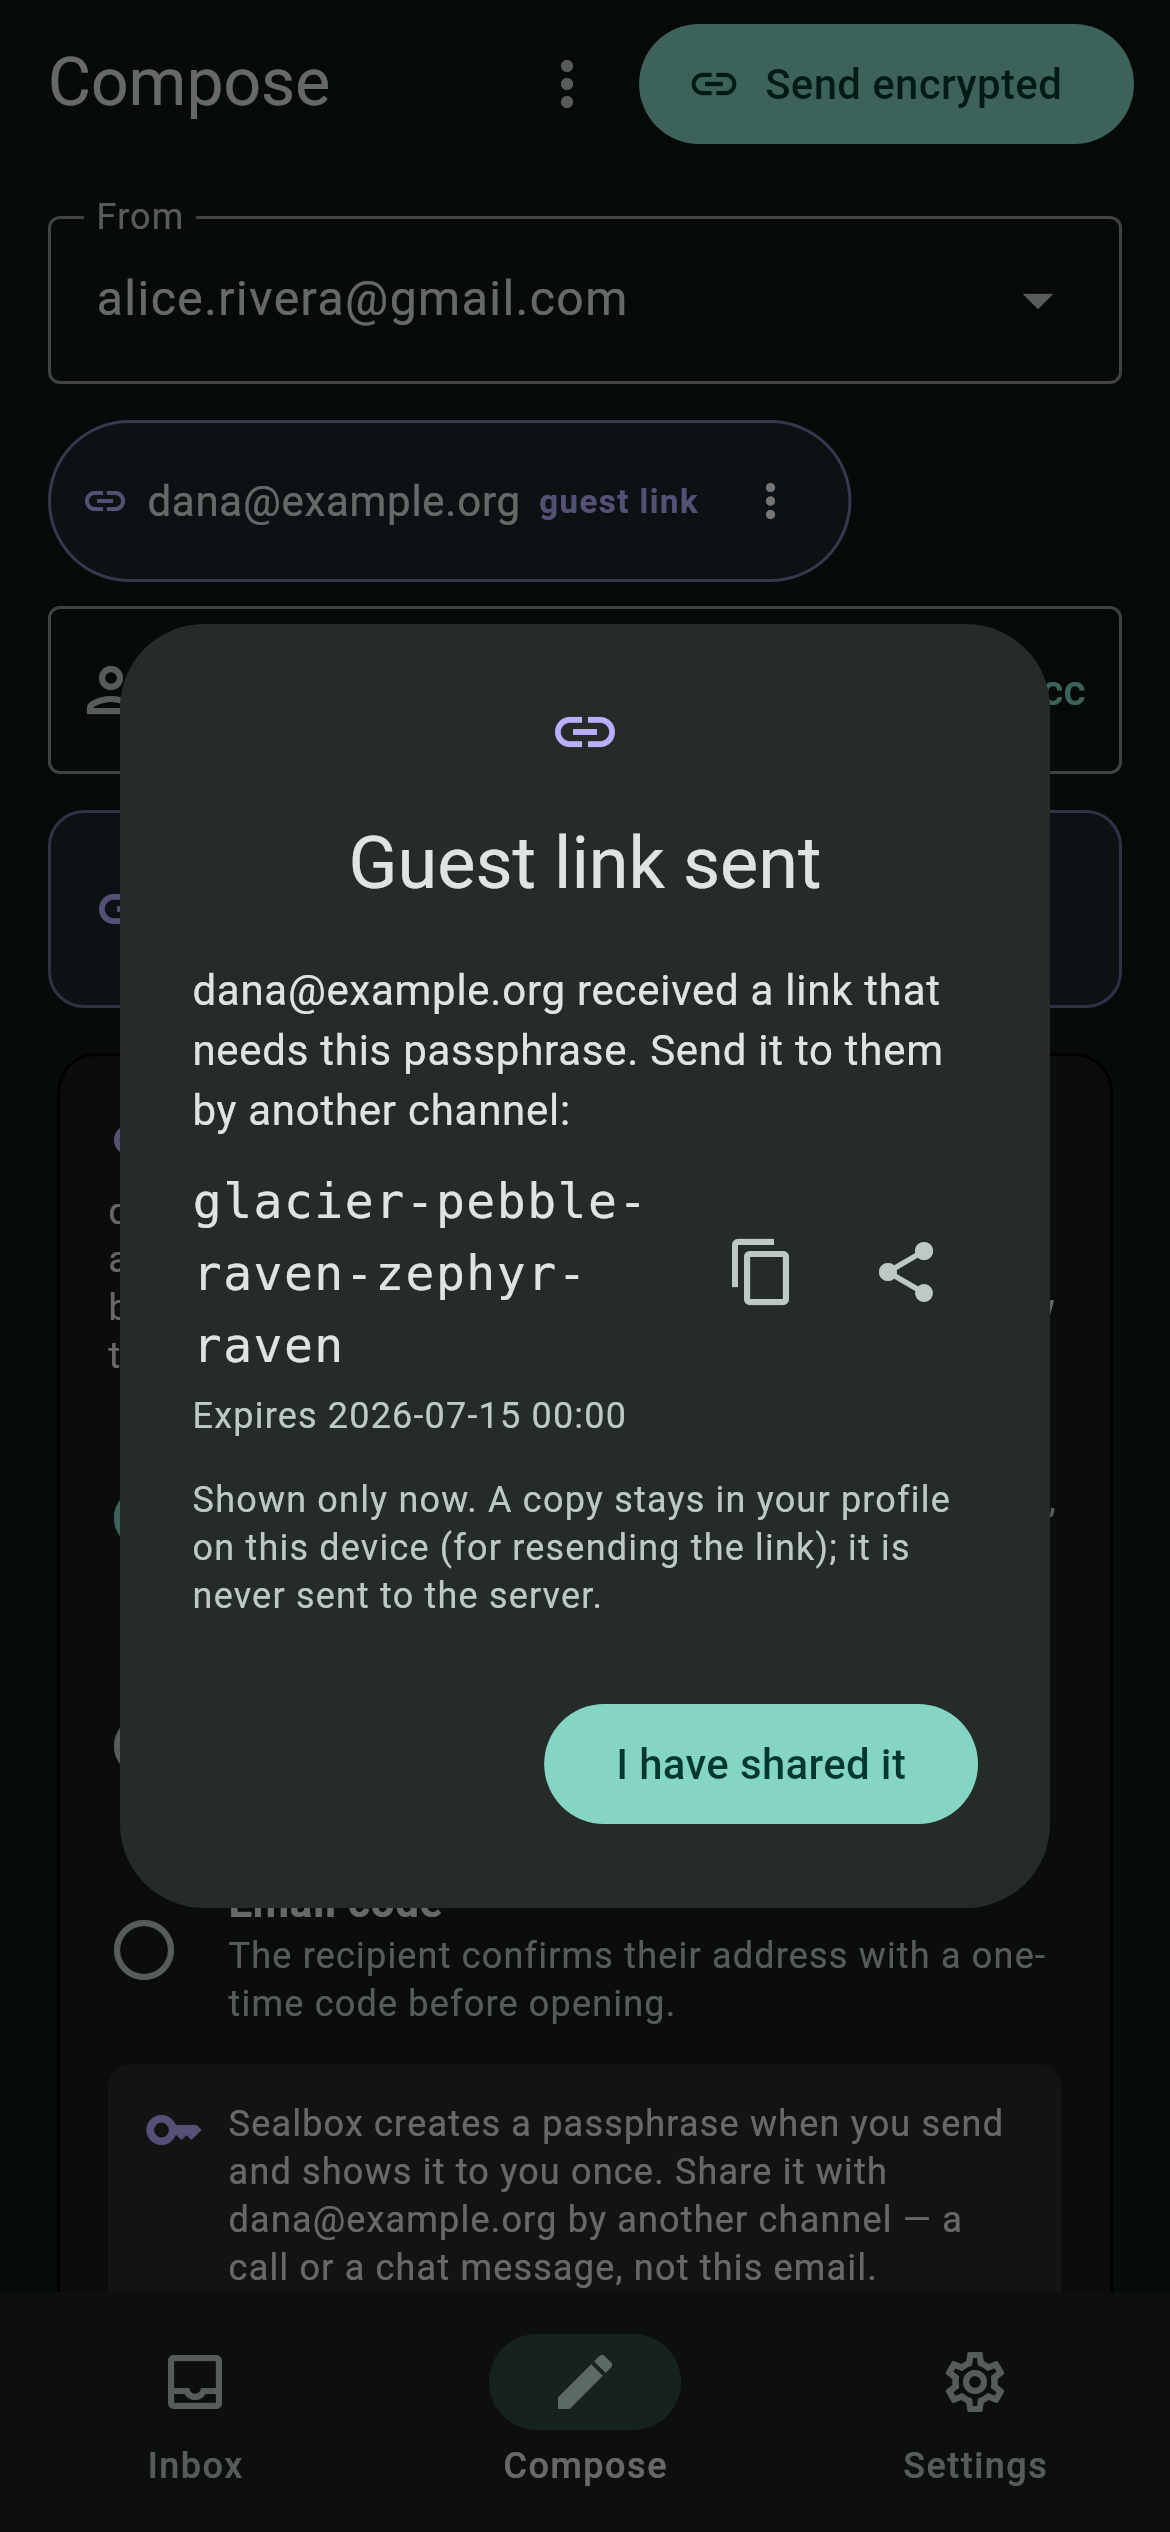 Compose
Send encrypted
From
alice.rivera@gmail.com
dana@example.org guest link
Guest link sent
dana@example.org received a link that
needs this passphrase. Send it to them
by another channel:
glacier-pebble-
raven-zephyr-
raven
Expires 2026-07-15 00:00
Shown only now. A copy stays in your profile
on this device (for resending the link); it is
never sent to the server.
I have shared it
Email code
The recipient confirms their address with a one-
time code before opening.
Sealbox creates a passphrase when you send
and shows it to you once. Share it with
dana@example.org by another channel — a
call or a chat message, not this email.
Inbox
Compose
Settings